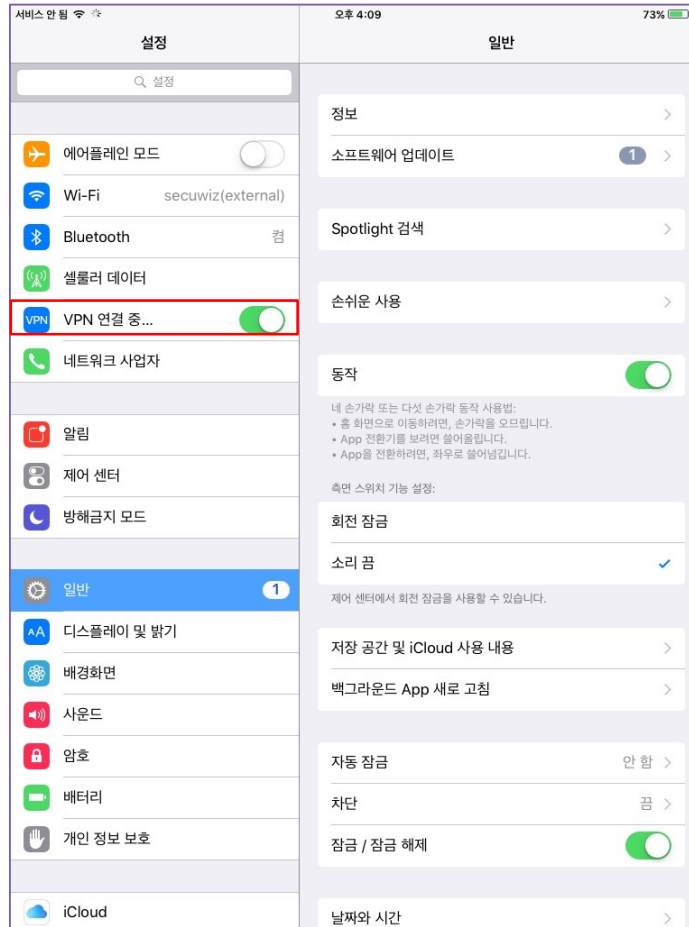 서비스 안 됨
오후 4:09
73%
설정
설정
에어플레인 모드
Wi-Fi secuwiz(external)
Bluetooth 켬
셀룰러 데이터
VPN VPN 연결 중...
네트워크 사업자
알림
제어 센터
방해금지 모드
일반 1
AA 디스플레이 및 밝기
배경화면
사운드
암호
배터리
개인 정보 보호
iCloud
일반
정보
소프트웨어 업데이트 1
Spotlight 검색
손쉬운 사용
동작
네 손가락 또는 다섯 손가락 동작 사용법:
• 홈 화면으로 이동하려면, 손가락을 오므립니다.
• App 전환기를 보려면 쓸어올립니다.
• App을 전환하려면, 좌우로 쓸어넘깁니다.
측면 스위치 기능 설정:
회전 잠금
소리 끔
제어 센터에서 회전 잠금을 사용할 수 있습니다.
저장 공간 및 iCloud 사용 내용
백그라운드 App 새로 고침
자동 잠금 안 함
차단 끔
잠금 / 잠금 해제
날짜와 시간